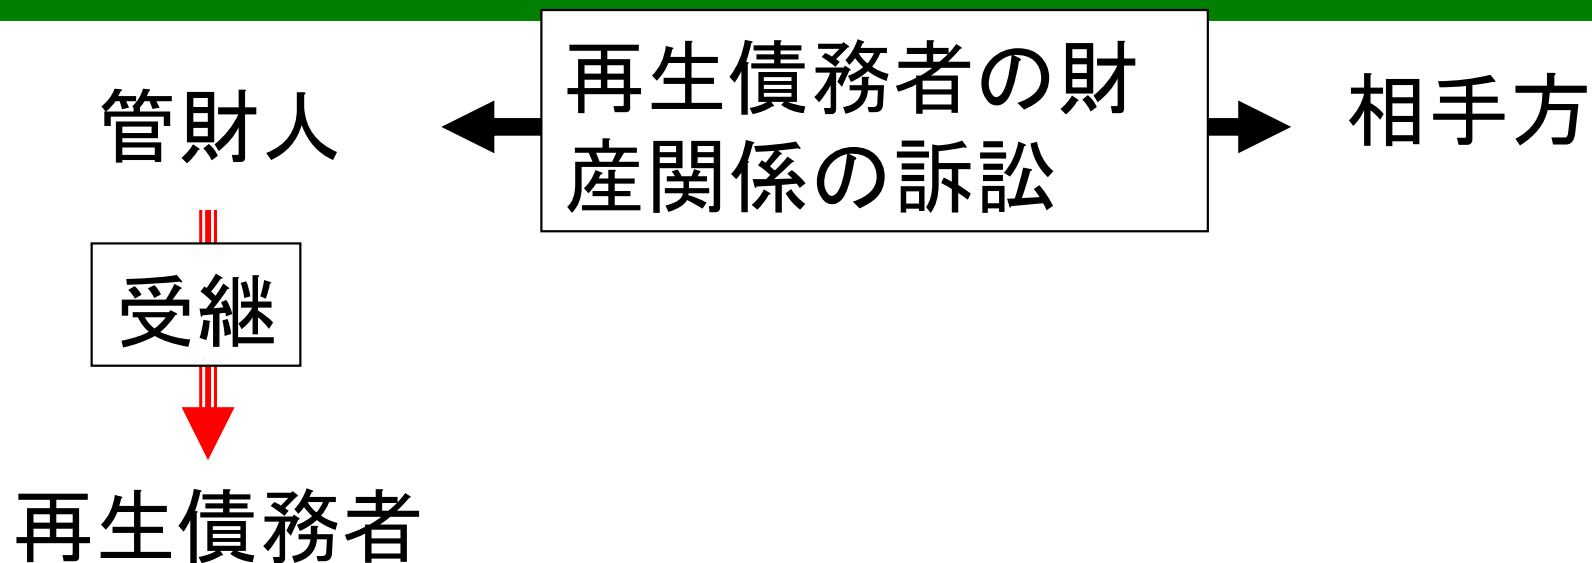 管財人
再生債務者の財
産関係の訴訟
相手方
受継
再生債務者